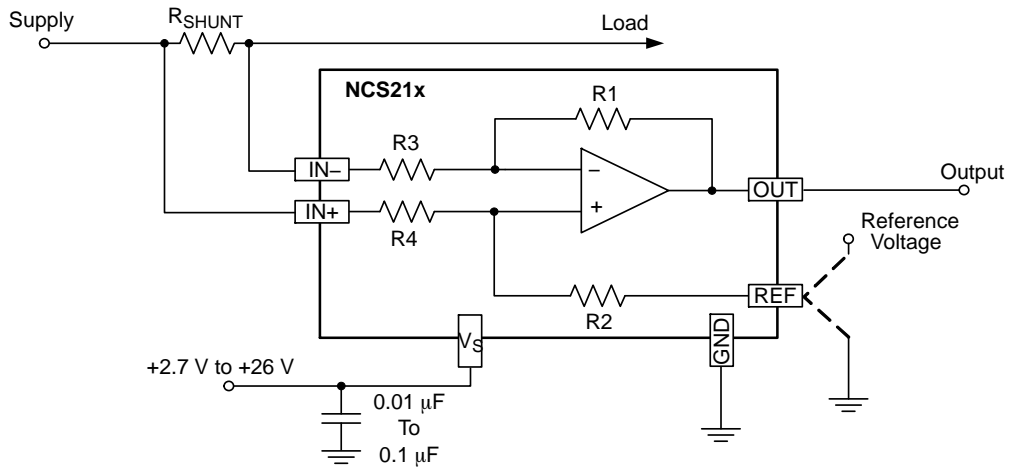 Supply
RSHUNT
Load
NCS21x
R1
R3
IN–
–
OUT
Output
IN+
+
R4
Reference
Voltage
REF
R2
VS
GND
+2.7 V to +26 V
0.01 μF
To
0.1 μF